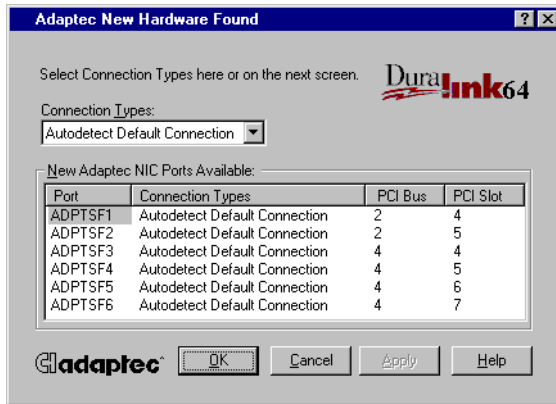 Adaptec New Hardware Found
Select Connection Types here or on the next screen.
Duralink64
Connection Types:
Autodetect Default Connection
New Adaptec NIC Ports Available:
Port Connection Types PCI Bus PCI Slot
ADPTSF1 Autodetect Default Connection 2 4
ADPTSF2 Autodetect Default Connection 2 5
ADPTSF3 Autodetect Default Connection 4 4
ADPTSF4 Autodetect Default Connection 4 5
ADPTSF5 Autodetect Default Connection 4 6
ADPTSF6 Autodetect Default Connection 4 7
adaptec OK Cancel Apply Help